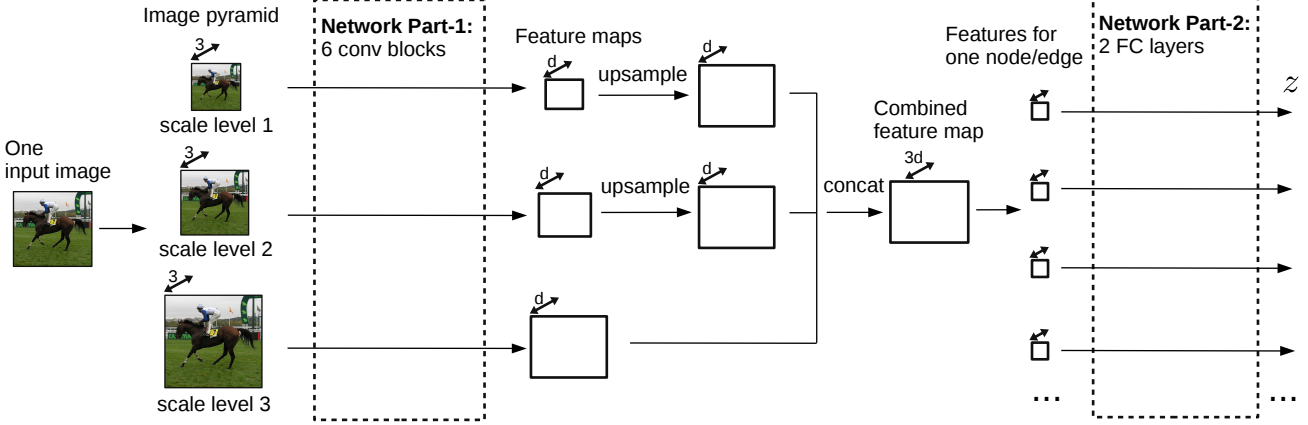 Image pyramid
3
scale level 1
One
input image
3
scale level 2
3
scale level 3
Network Part-1:
6 conv blocks
Feature maps
d
upsample
d
d
upsample
d
d
concat
Combined
feature map
3d
Features for
one node/edge
...
Network Part-2:
2 FC layers
z
...